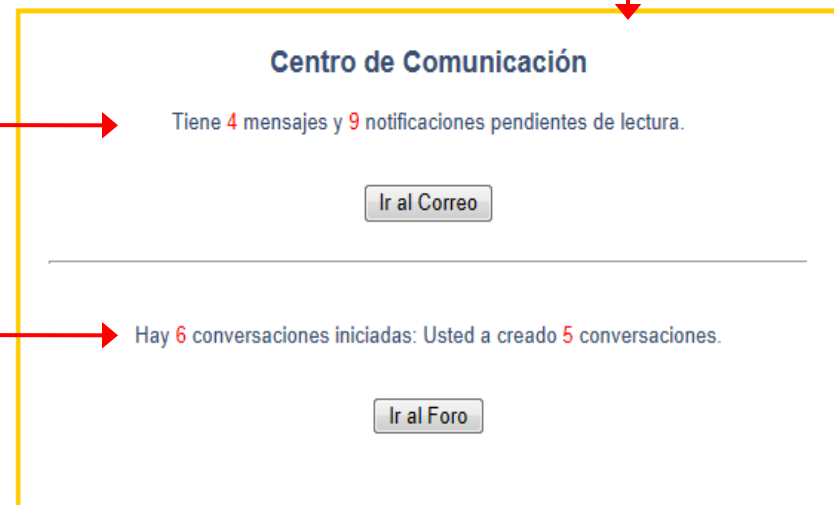 Centro de Comunicación
Tiene 4 mensajes y 9 notificaciones pendientes de lectura.
Ir al Correo
Hay 6 conversaciones iniciadas: Usted a creado 5 conversaciones.
Ir al Foro